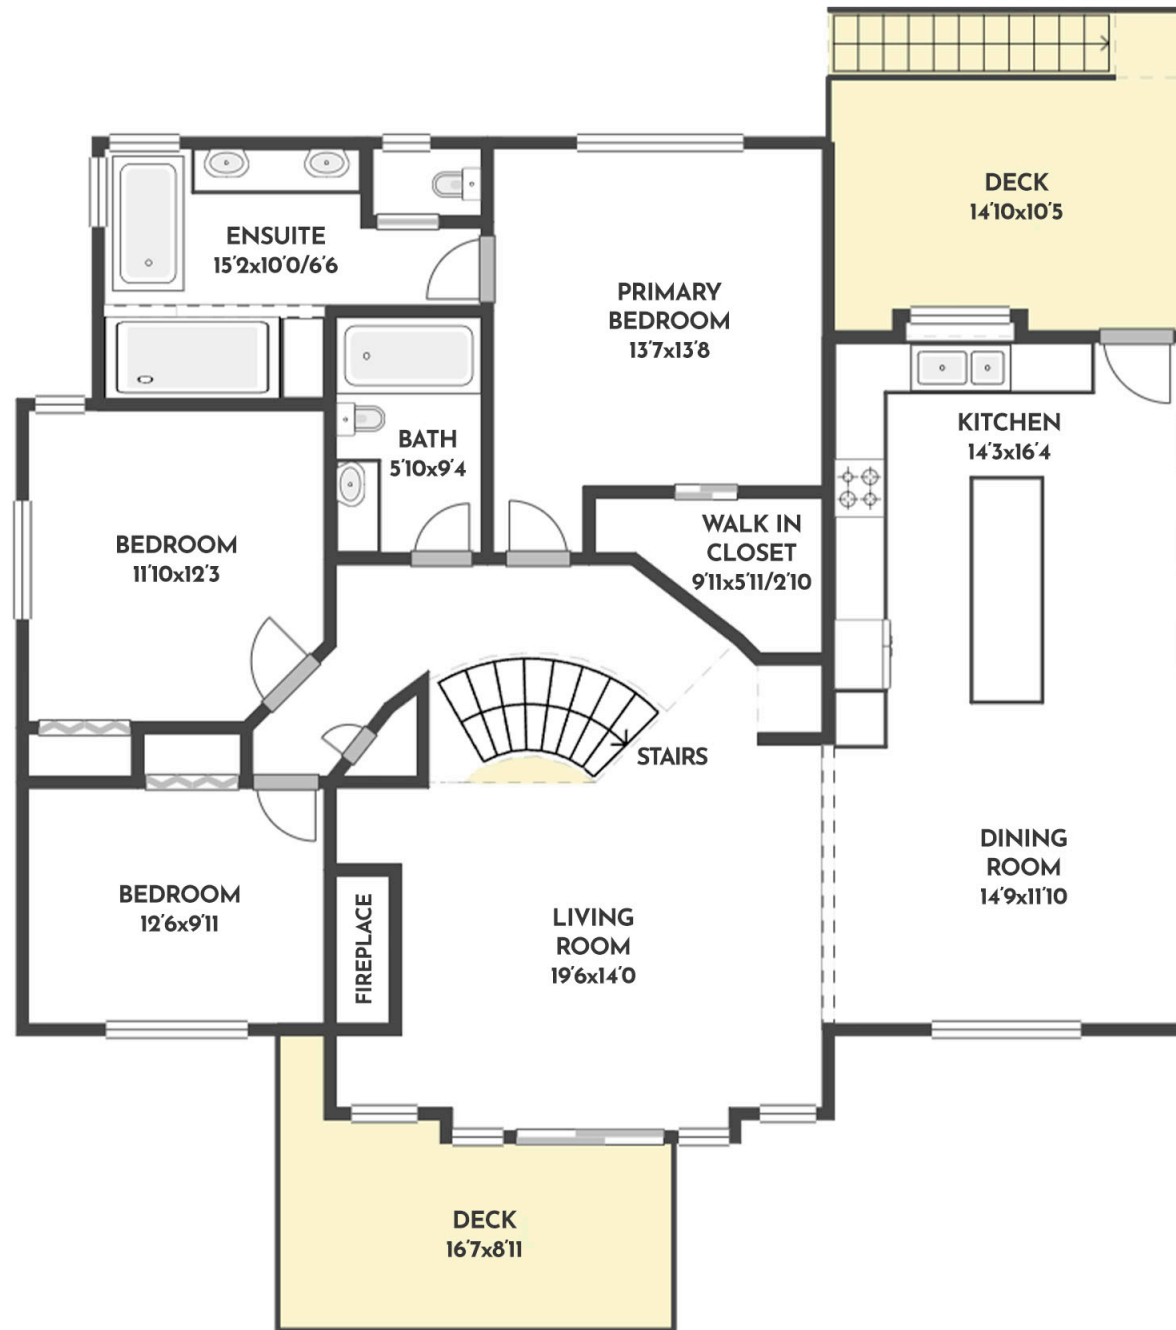 DECK
14'10x10'5
ENSUITE
15'2x10'0/6'6
PRIMARY
BEDROOM
13'7x13'8
KITCHEN
14'3x16'4
BATH
5'10x9'4
WALK IN
CLOSET
9'11x5'11/2'10
BEDROOM
11'10x12'3
STAIRS
DINING
ROOM
14'9x11'10
BEDROOM
12'6x9'11
FIREPLACE
LIVING
ROOM
19'6x14'0
DECK
16'7x8'11